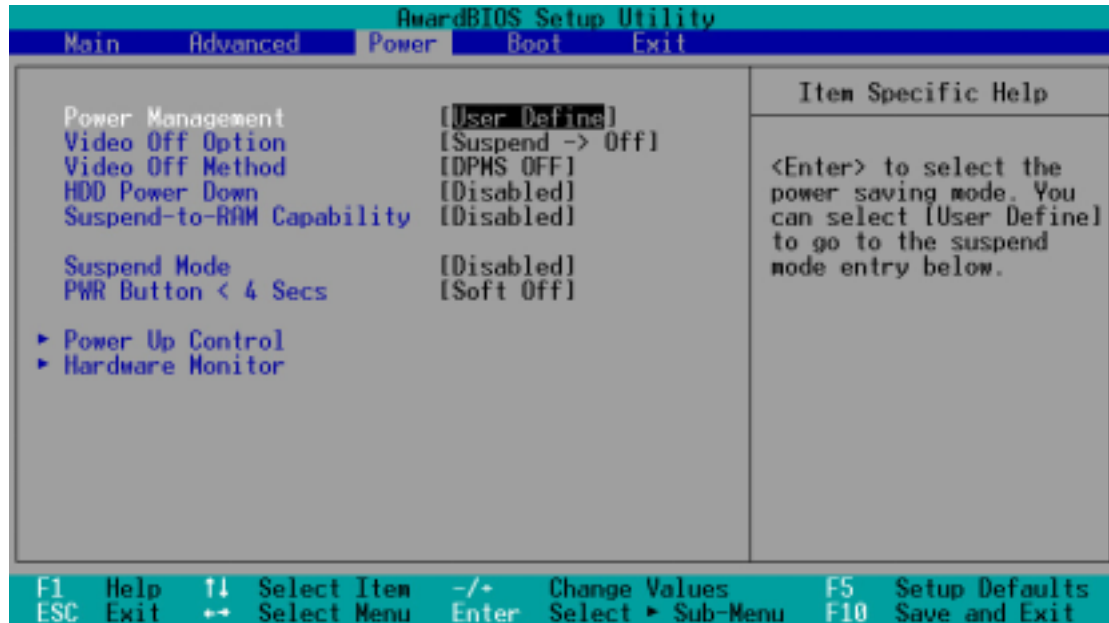 AwardBIOS Setup Utility
Main Advanced Power Boot Exit
Item Specific Help
Power Management [User Define]
Video Off Option [Suspend -> Off]
Video Off Method [DPMS OFF]
HDD Power Down [Disabled]
Suspend-to-RAM Capability [Disabled]
Suspend Mode [Disabled]
PWR Button < 4 Secs [Soft Off]
► Power Up Control
► Hardware Monitor
<Enter> to select the
power saving mode. You
can select [User Define]
to go to the suspend
mode entry below.
F1 Help ↑↓ Select Item -/+ Change Values F5 Setup Defaults
ESC Exit ←→ Select Menu Enter Select ► Sub-Menu F10 Save and Exit